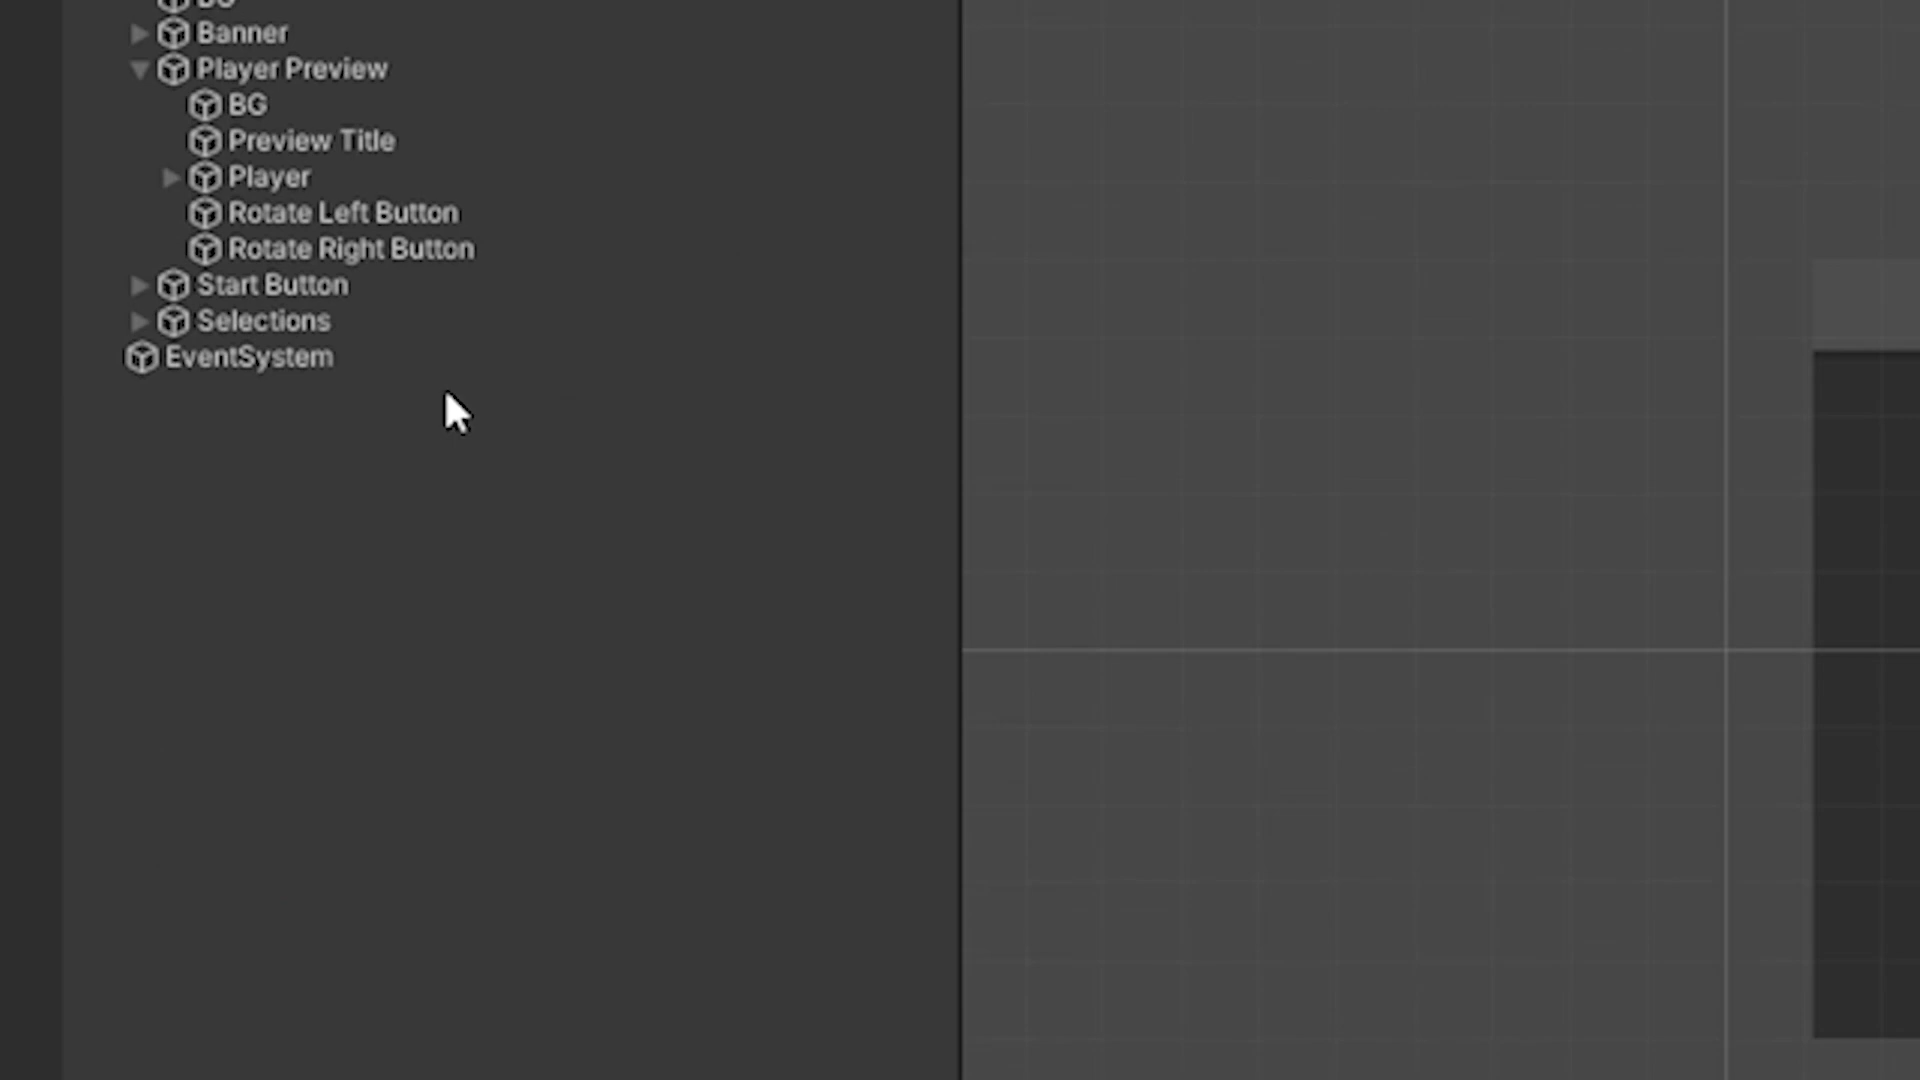 Banner
Player Preview
BG
Preview Title
Player
Rotate Left Button
Rotate Right Button
Start Button
Selections
EventSystem